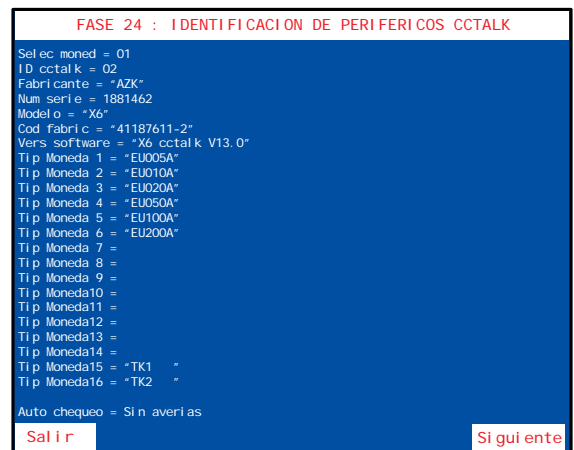 FASE 24 : IDENTIFICACION DE PERIFERICOS CCTALK
Selec moned = 01
ID cctalk = 02
Fabricante = “AZK”
Num serie = 1881462
Modelo = “X6”
Cod fabric = “41187611-2”
Vers software = “X6 cctalk V13.0”
Tip Moneda 1 = “EU005A”
Tip Moneda 2 = “EU010A”
Tip Moneda 3 = “EU020A”
Tip Moneda 4 = “EU050A”
Tip Moneda 5 = “EU100A”
Tip Moneda 6 = “EU200A”
Tip Moneda 7 =
Tip Moneda 8 =
Tip Moneda 9 =
Tip Moneda10 =
Tip Moneda11 =
Tip Moneda12 =
Tip Moneda13 =
Tip Moneda14 =
Tip Moneda15 = “TK1   ”
Tip Moneda16 = “TK2   ”
Auto chequeo = Sin averias
Salir
Siguiente